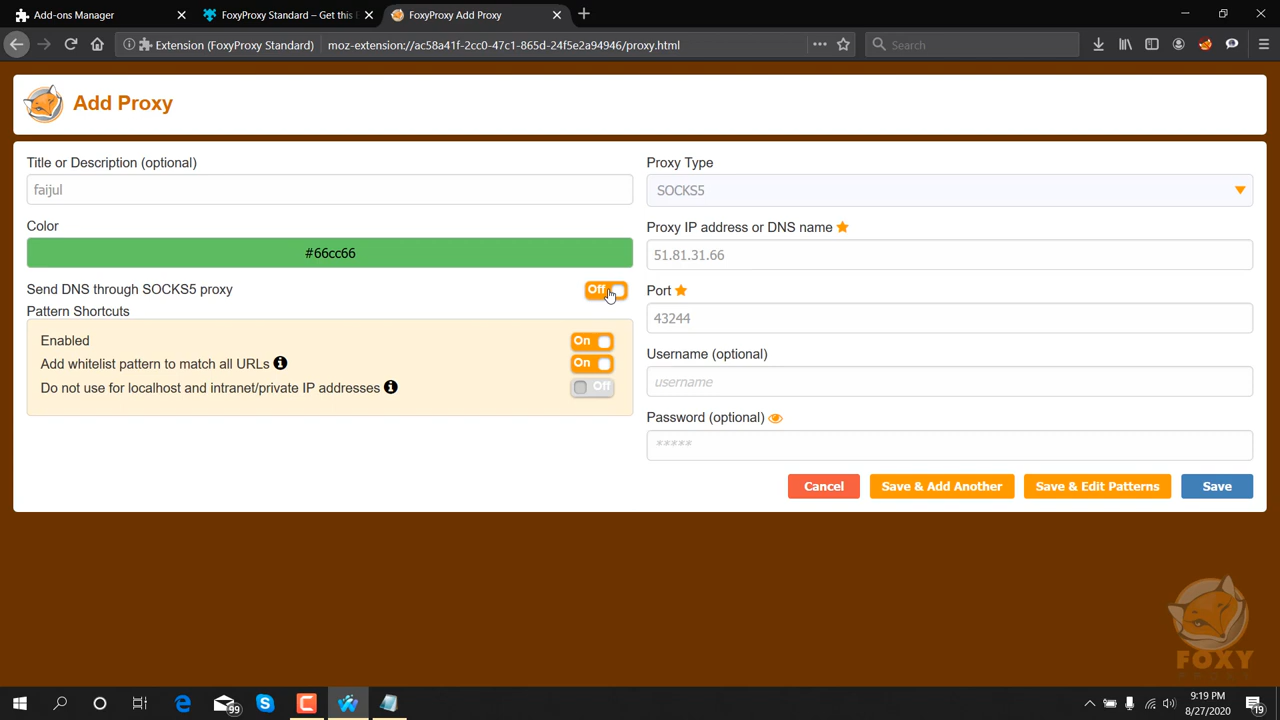 Add-ons Manager
FoxyProxy Standard – Get this E
FoxyProxy Add Proxy
Extension (FoxyProxy Standard)
moz-extension://ac58a41f-2cc0-47c1-865d-24f5e2a94946/proxy.html
Search
Add Proxy
Title or Description (optional)
faijul
Color
#66cc66
Send DNS through SOCKS5 proxy
Off
Pattern Shortcuts
Enabled
On
Add whitelist pattern to match all URLs
On
Do not use for localhost and intranet/private IP addresses
Off
Proxy Type
SOCKS5
Proxy IP address or DNS name
51.81.31.66
Port
43244
Username (optional)
username
Password (optional)
*****
Cancel
Save & Add Another
Save & Edit Patterns
Save
FOXY
PROXY
99
9:19 PM
8/27/2020
19